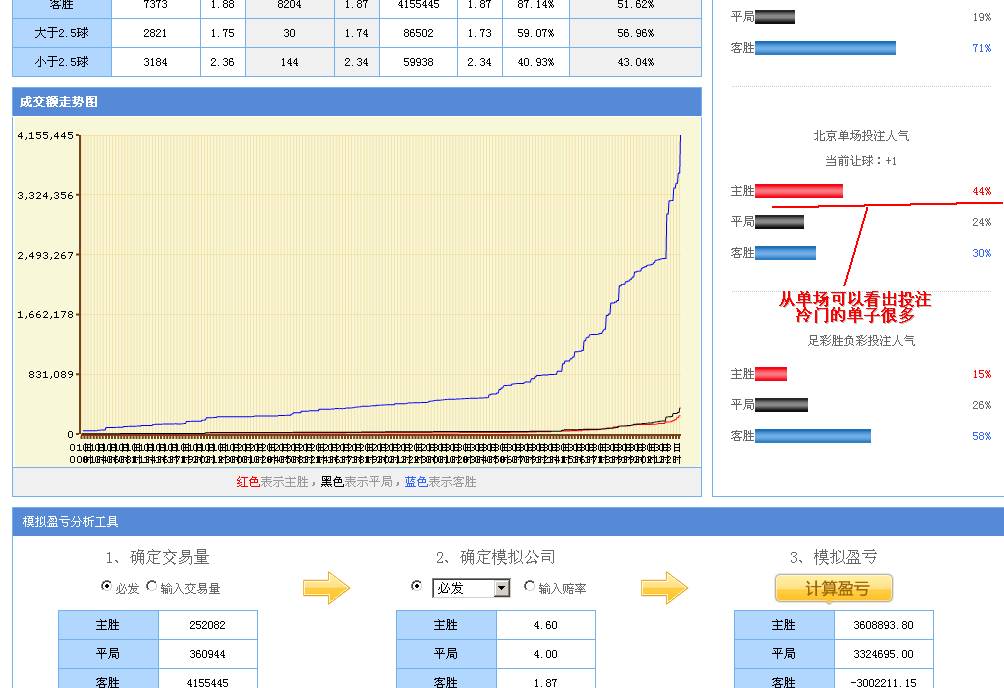 客胜 7373 1.88 8204 1.87 4155445 1.87 87.14% 51.62%
大于2.5球 2821 1.75 30 1.74 86502 1.73 59.07% 56.96%
小于2.5球 3184 2.36 144 2.34 59938 2.34 40.93% 43.04%
成交额走势图
4,155,445
3,324,356
2,493,267
1,662,178
831,089
0
红色表示主胜，黑色表示平局，蓝色表示客胜
平局 19%
客胜 71%
北京单场投注人气
当前让球：+1
主胜 44%
平局 24%
客胜 30%
从单场可以看出投注
冷门的单子很多
足彩胜负彩投注人气
主胜 15%
平局 26%
客胜 58%
模拟盈亏分析工具
1、确定交易量
必发 输入交易量
主胜 252082
平局 360944
客胜 4155445
2、确定模拟公司
必发 输入赔率
主胜 4.60
平局 4.00
客胜 1.87
3、模拟盈亏
计算盈亏
主胜 3608893.80
平局 3324695.00
客胜 -3002211.15